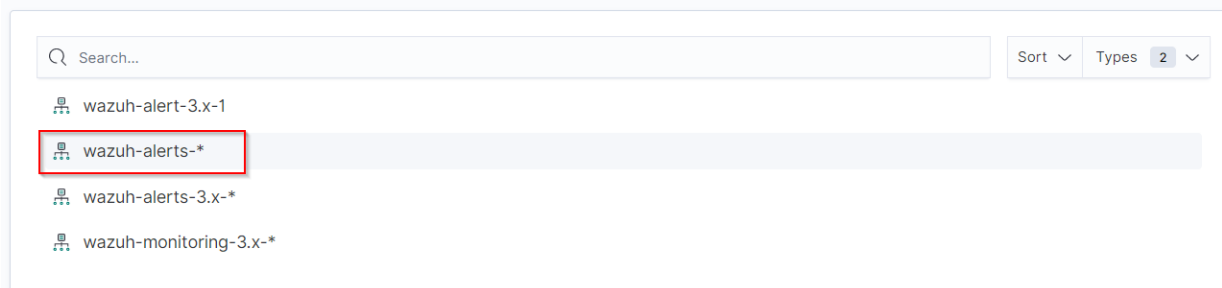 Search...
Sort
Types 2
wazuh-alert-3.x-1
wazuh-alerts-*
wazuh-alerts-3.x-*
wazuh-monitoring-3.x-*